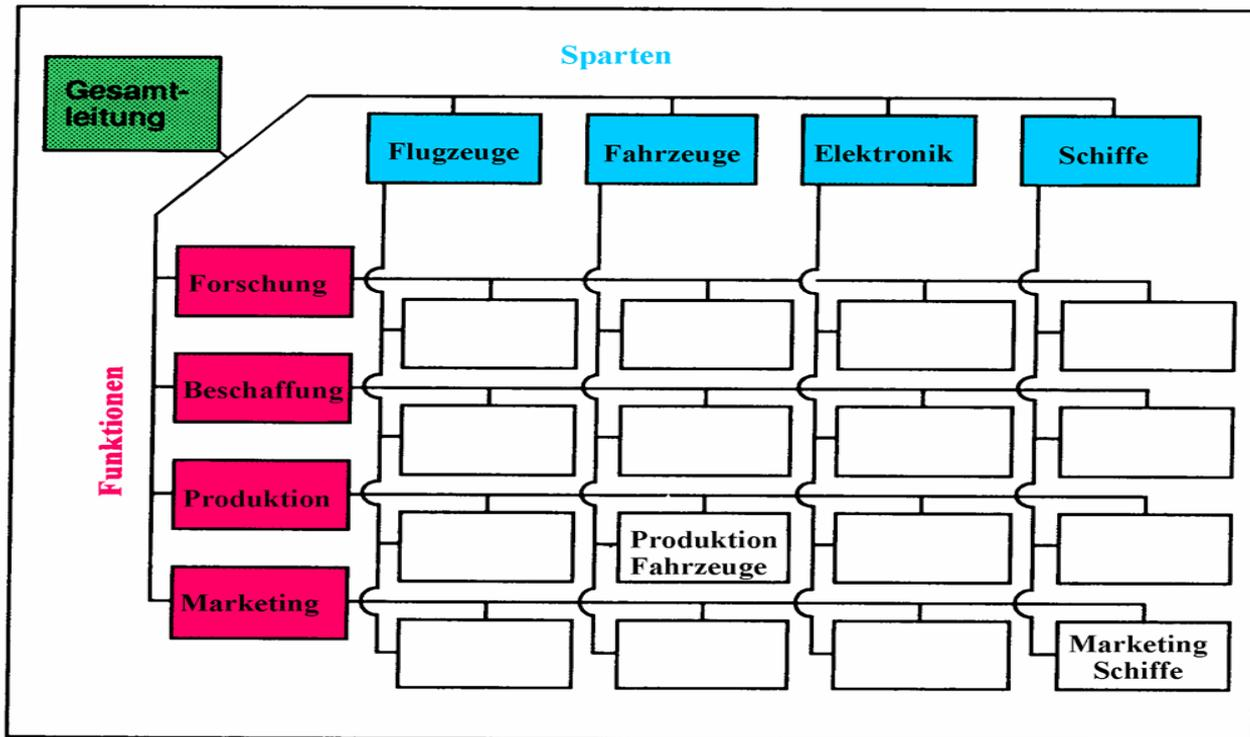 Sparten
Gesamt-
leitung
Flugzeuge
Fahrzeuge
Elektronik
Schiffe
Forschung
Beschaffung
Funktionen
Produktion
Produktion
Fahrzeuge
Marketing
Marketing
Schiffe